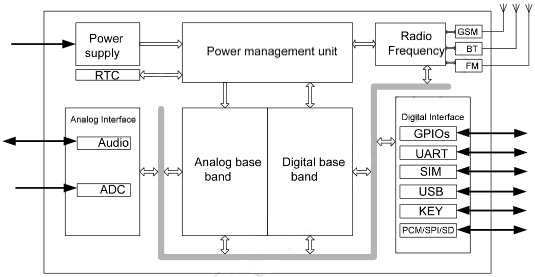 Power
supply
RTC
Power management unit
Radio
Frequency
GSM
BT
FM
Analog Interface
Audio
ADC
Analog base
band
Digital base
band
Digital Interface
GPIOs
UART
SIM
USB
KEY
PCM/SPI/SD